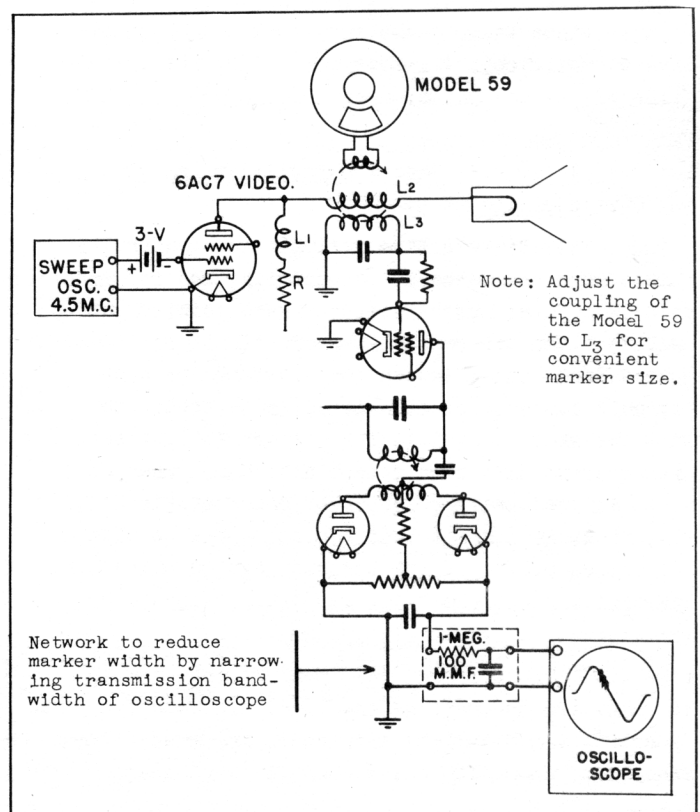 MODEL 59
6AC7 VIDEO.
L2
L3
3-V
L1
+ -
SWEEP
OSC.
4.5M.C.
R
Note: Adjust the
coupling of
the Model 59
to L3 for
convenient
marker size.
Network to reduce
marker width by narrow-
ing transmission band-
width of oscilloscope
1-MEG.
100
M.M.F.
OSCILLO-
SCOPE